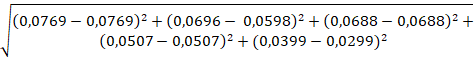 √((0,0769 − 0,0769)² + (0,0696 − 0,0598)² + (0,0688 − 0,0688)² +
(0,0507 − 0,0507)² + (0,0399 − 0,0299)²)